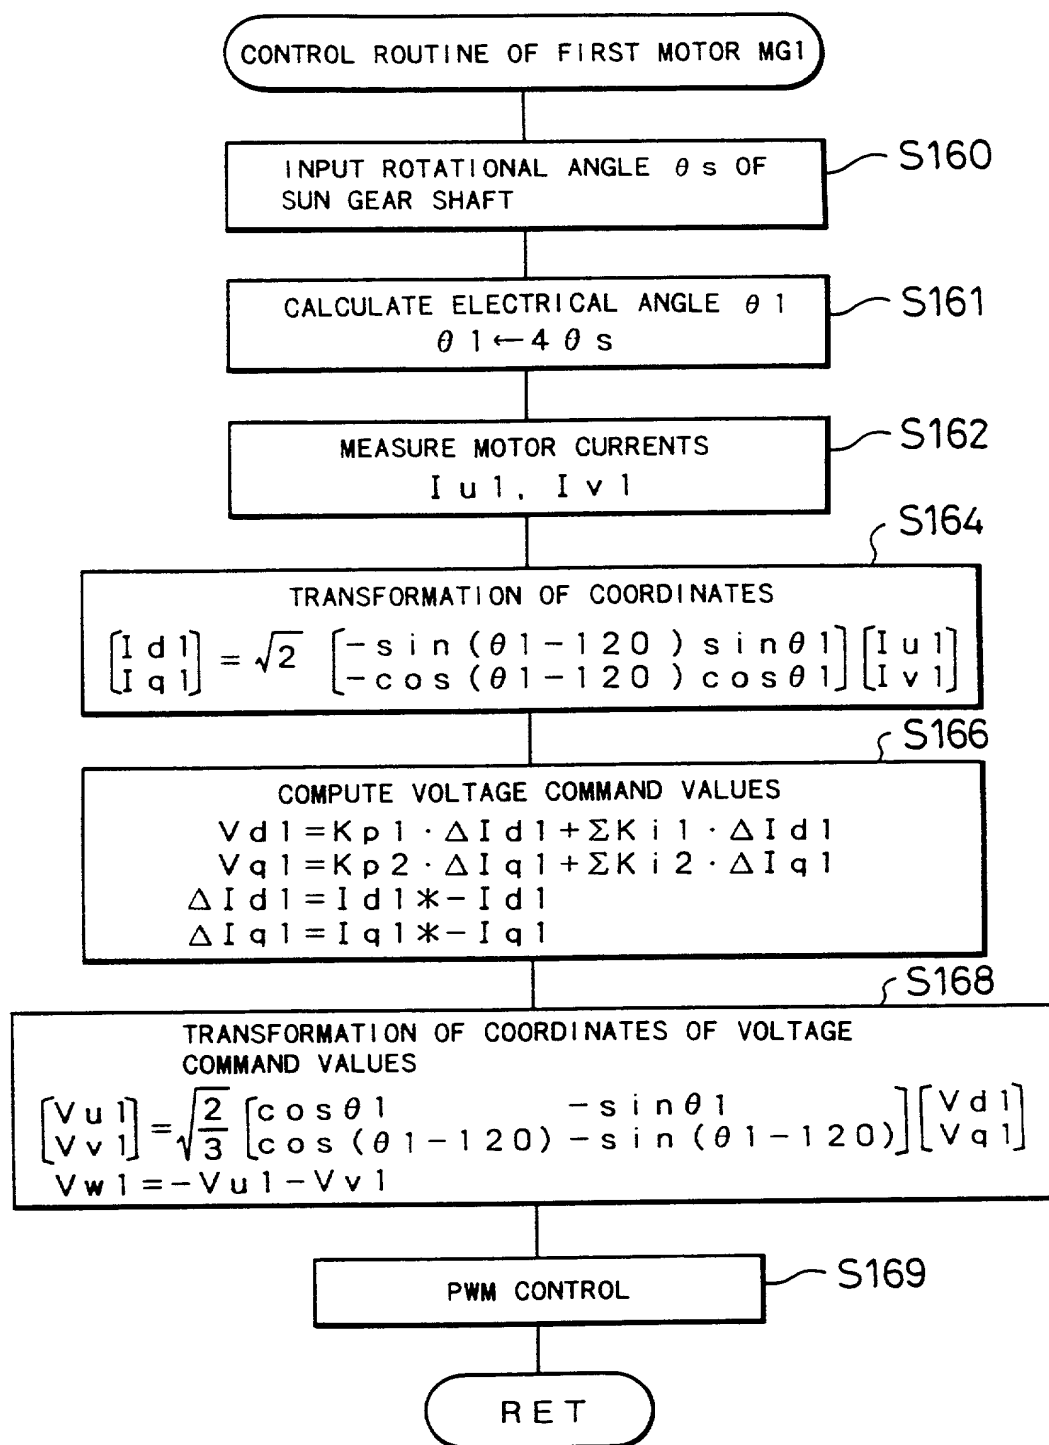 CONTROL ROUTINE OF FIRST MOTOR MG1
INPUT ROTATIONAL ANGLE θs OF
SUN GEAR SHAFT
S160
CALCULATE ELECTRICAL ANGLE θ1
θ1←4θs
S161
MEASURE MOTOR CURRENTS
Iu1, Iv1
S162
S164
TRANSFORMATION OF COORDINATES
[Id1] = √2 [-sin(θ1-120) sinθ1] [Iu1]
[Iq1] [-cos(θ1-120) cosθ1] [Iv1]
S166
COMPUTE VOLTAGE COMMAND VALUES
Vd1=Kp1·ΔId1+ΣKi1·ΔId1
Vq1=Kp2·ΔIq1+ΣKi2·ΔIq1
ΔId1=Id1*-Id1
ΔIq1=Iq1*-Iq1
S168
TRANSFORMATION OF COORDINATES OF VOLTAGE
COMMAND VALUES
[Vu1] = √2/3 [cosθ1 -sinθ1] [Vd1]
[Vv1] [cos(θ1-120) -sin(θ1-120)] [Vq1]
Vw1=-Vu1-Vv1
PWM CONTROL
S169
RET